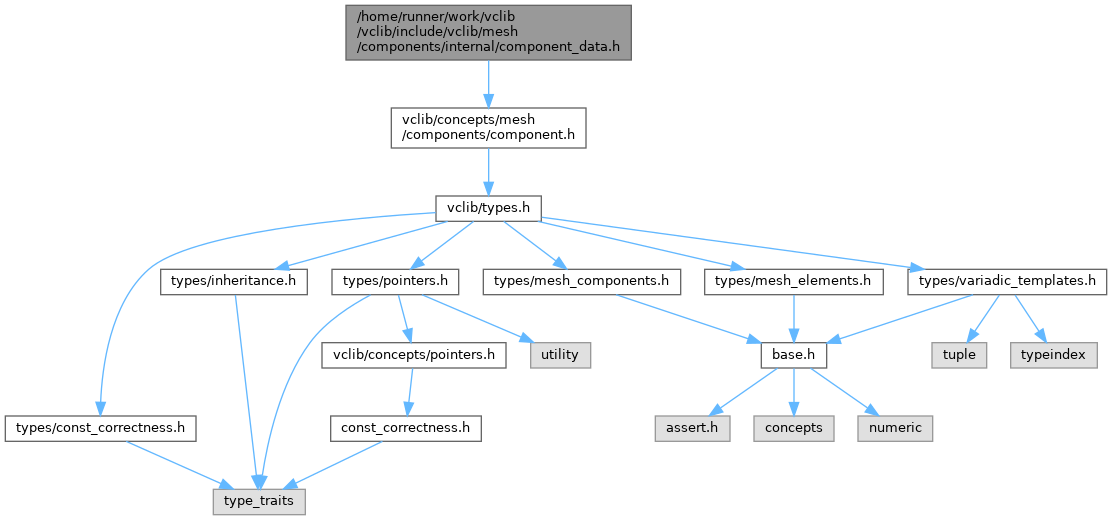 /home/runner/work/vclib
/vclib/include/vclib/mesh
/components/internal/component_data.h
vclib/concepts/mesh
/components/component.h
vclib/types.h
types/inheritance.h
types/pointers.h
types/mesh_components.h
types/mesh_elements.h
types/variadic_templates.h
vclib/concepts/pointers.h
utility
base.h
tuple
typeindex
types/const_correctness.h
const_correctness.h
assert.h
concepts
numeric
type_traits